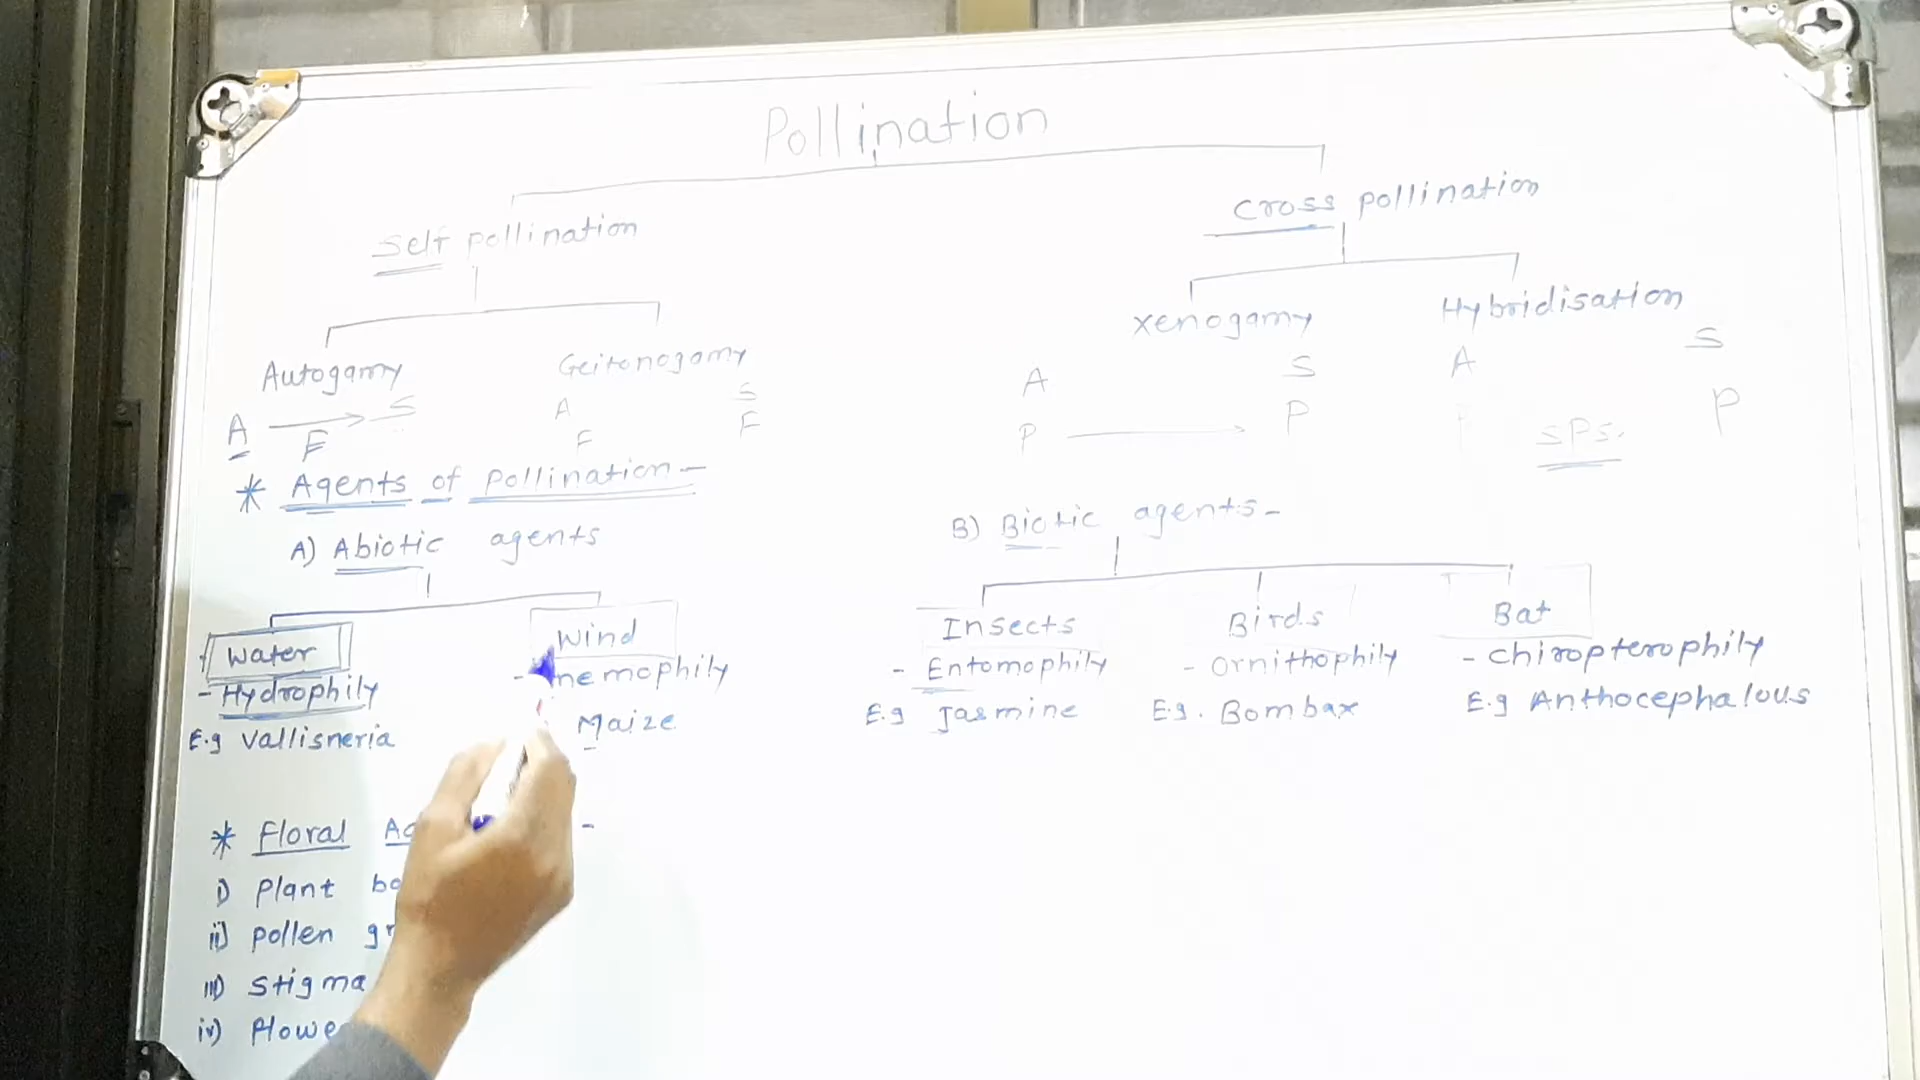 Pollination
Self pollination
Cross pollination
Autogamy
Geitonogamy
Xenogamy
Hybridisation
A S
F
A S
F F
A S
P P
A S
P P
SPS.
* Agents of pollination -
A) Abiotic agents
B) Biotic agents -
Water
Wind
Insects
Birds
Bat
- Hydrophily
- nemophily
- Entomophily
- Ornithophily
- chiropterophily
E.g Vallisneria
Maize
E.g Jasmine
E.g. Bombax
E.g Anthocephalous
* Floral -
i) Plant
ii) pollen
iii) Stigma
iv)